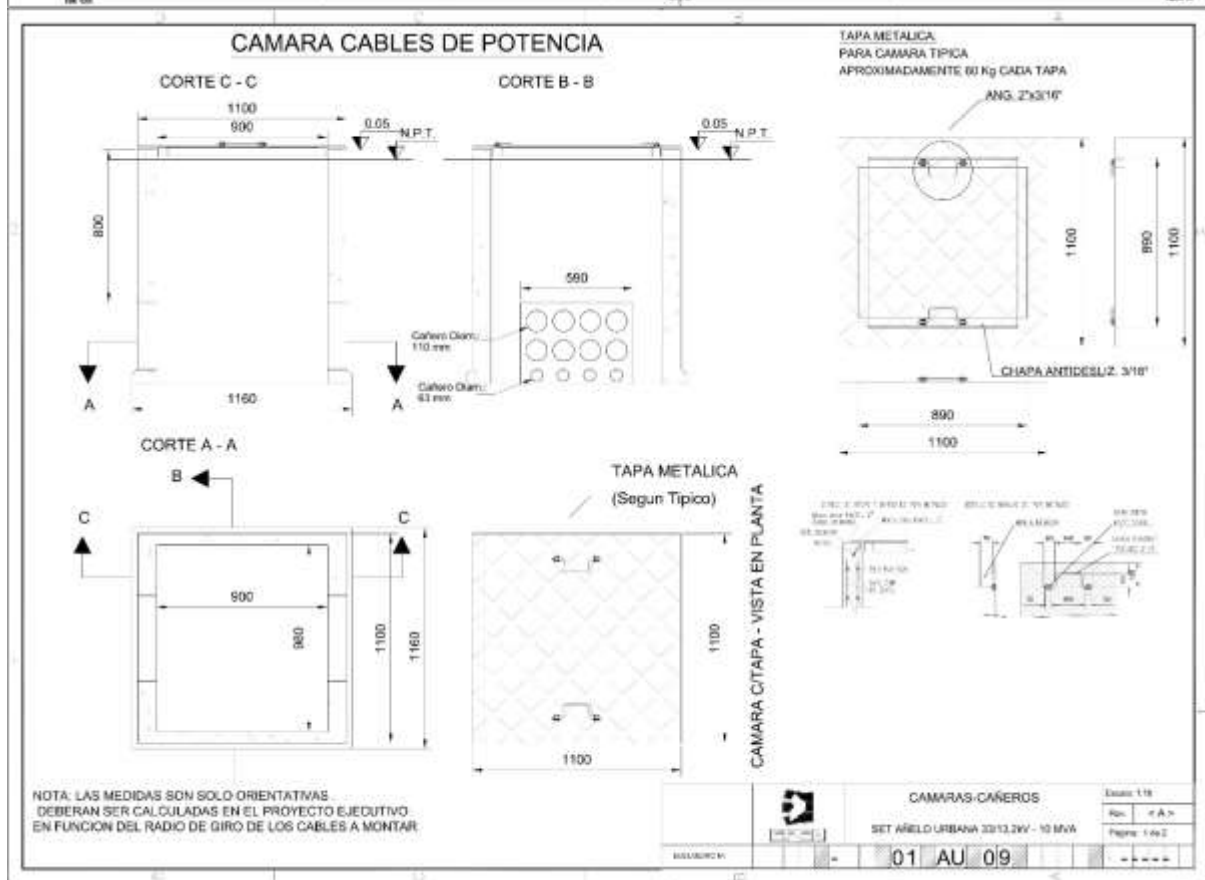 CAMARA CABLES DE POTENCIA
CORTE C - C
1100
900
0.05
N.P.T.
800
A
A
1160
CORTE B - B
0.05
N.P.T.
590
Cañero Diam.:
110 mm
Cañero Diam.:
63 mm
TAPA METALICA
PARA CAMARA TIPICA
APROXIMADAMENTE 60 Kg CADA TAPA
ANG. 2"x3/16"
1100
890
1100
CHAPA ANTIDESLIZ. 3/16"
890
1100
CORTE A - A
B
C
C
900
980
1100
1160
TAPA METALICA
(Segun Tipico)
1100
1100
CAMARA C/TAPA - VISTA EN PLANTA
NOTA: LAS MEDIDAS SON SOLO ORIENTATIVAS
DEBERAN SER CALCULADAS EN EL PROYECTO EJECUTIVO
EN FUNCION DEL RADIO DE GIRO DE LOS CABLES A MONTAR
CAMARAS-CAÑEROS
SET AÑELO URBANA 33/13,2kV - 10 MVA
Rev. < A >
Página: 1 de 2
- 01 AU 09 -----